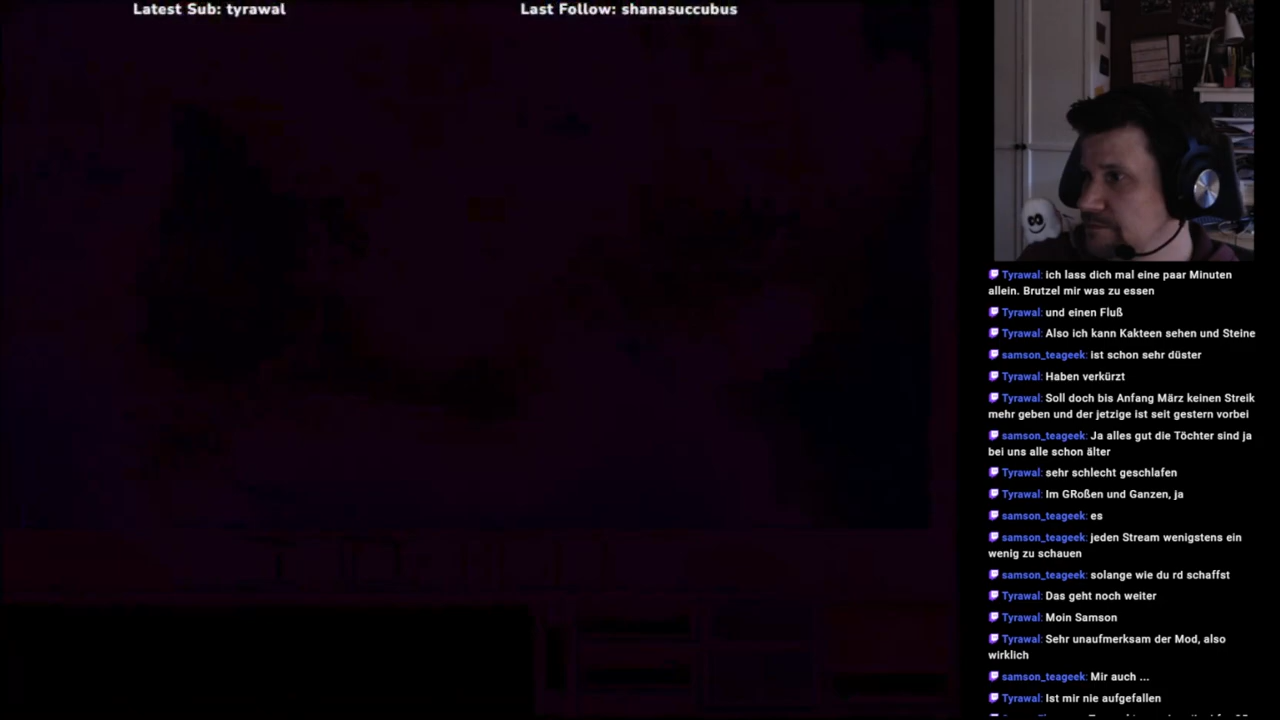 Latest Sub: tyrawal
Last Follow: shanasuccubus
Tyrawal: ich lass dich mal eine paar Minuten
allein. Brutzel mir was zu essen
Tyrawal: und einen Fluß
Tyrawal: Also ich kann Kakteen sehen und Steine
samson_teageek: ist schon sehr düster
Tyrawal: Haben verkürzt
Tyrawal: Soll doch bis Anfang März keinen Streik
mehr geben und der jetzige ist seit gestern vorbei
samson_teageek: Ja alles gut die Töchter sind ja
bei uns alle schon älter
Tyrawal: sehr schlecht geschlafen
Tyrawal: Im GRoßen und Ganzen, ja
samson_teageek: es
samson_teageek: jeden Stream wenigstens ein
wenig zu schauen
samson_teageek: solange wie du rd schaffst
Tyrawal: Das geht noch weiter
Tyrawal: Moin Samson
Tyrawal: Sehr unaufmerksam der Mod, also
wirklich
samson_teageek: Mir auch ...
Tyrawal: Ist mir nie aufgefallen